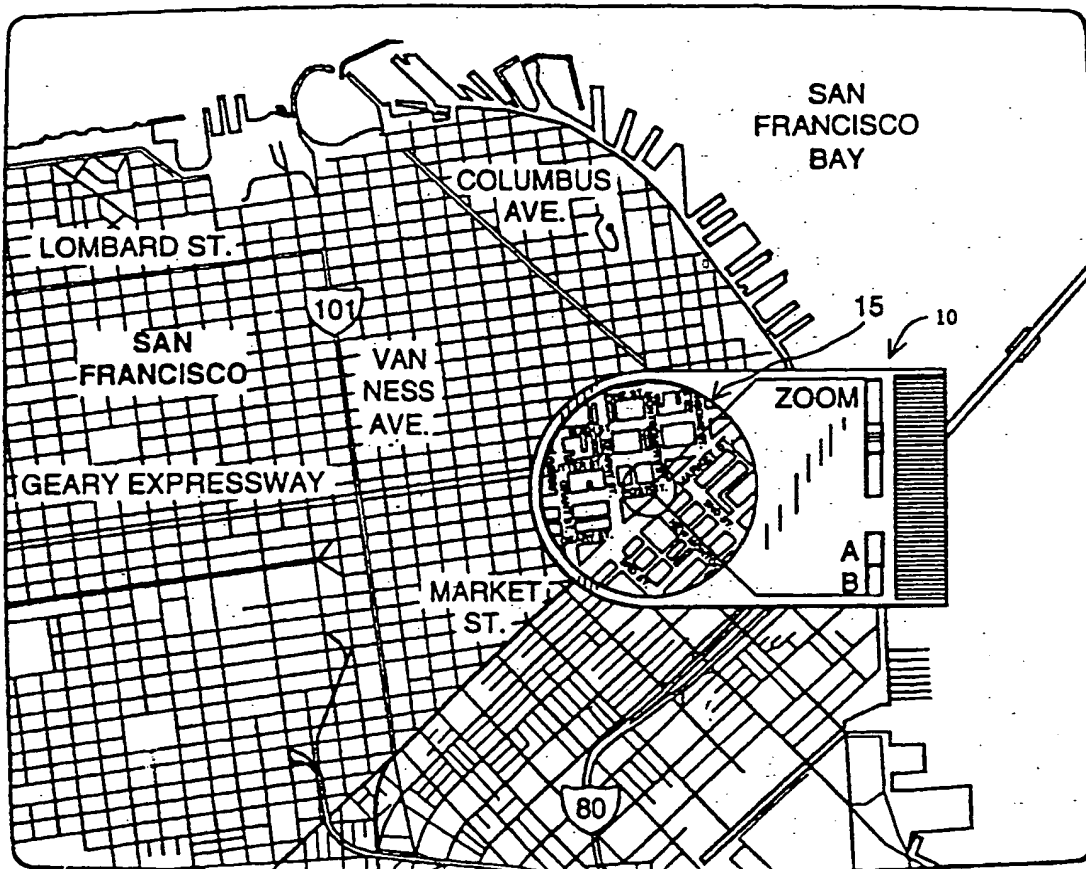 SAN
FRANCISCO
BAY
COLUMBUS
AVE.
LOMBARD ST.
101
15
10
SAN
FRANCISCO
VAN
NESS
AVE.
ZOOM
GEARY EXPRESSWAY
A
B
MARKET
ST.
80